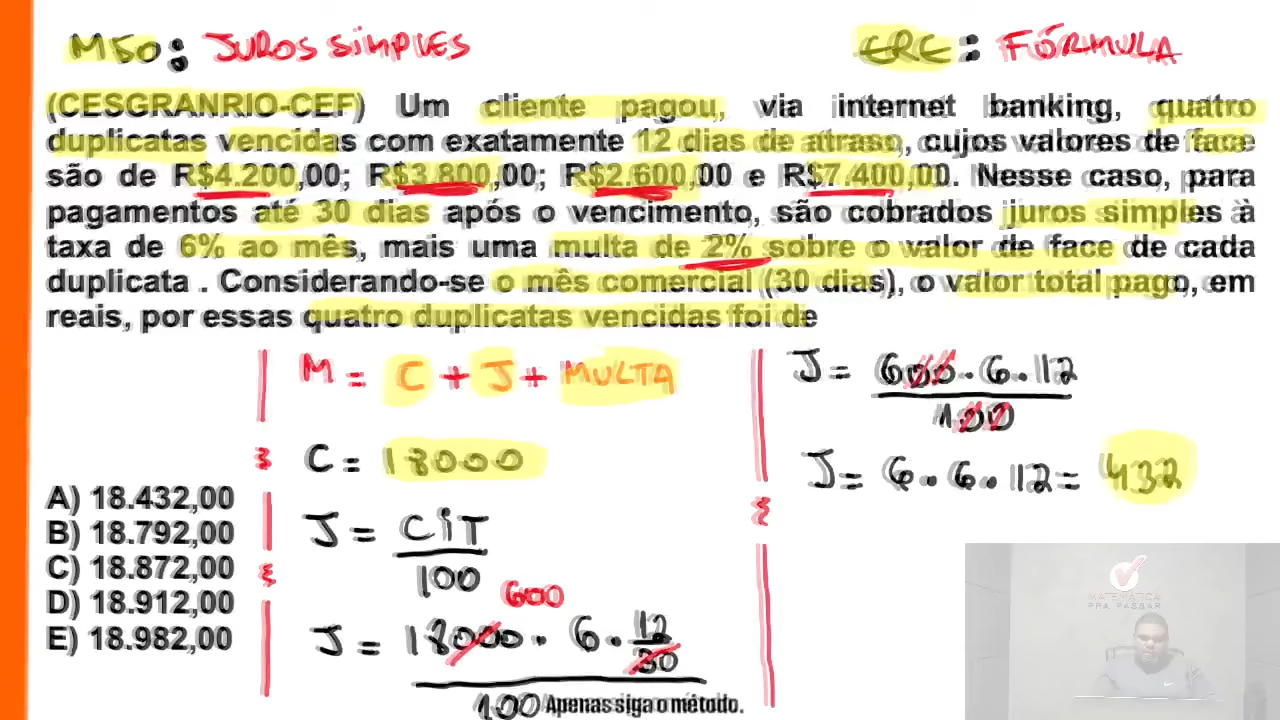 M50: JUROS SIMPLES
CRE: FÓRMULA
(CESGRANRIO-CEF) Um cliente pagou, via internet banking, quatro
duplicatas vencidas com exatamente 12 dias de atraso, cujos valores de face
são de R$4.200,00; R$3.800,00; R$2.600,00 e R$7.400,00. Nesse caso, para
pagamentos até 30 dias após o vencimento, são cobrados juros simples à
taxa de 6% ao mês, mais uma multa de 2% sobre o valor de face de cada
duplicata . Considerando-se o mês comercial (30 dias), o valor total pago, em
reais, por essas quatro duplicatas vencidas foi de
A) 18.432,00
B) 18.792,00
C) 18.872,00
D) 18.912,00
E) 18.982,00
M = C + J + MULTA
C = 18000
J = CiT
100
600
J = 18000 . 6 . 12
30
100
J = 600 . 6 . 12
100
J = 6 . 6 . 12 = 432
MATEMÁTICA
PRA PASSAR
Apenas siga o método.